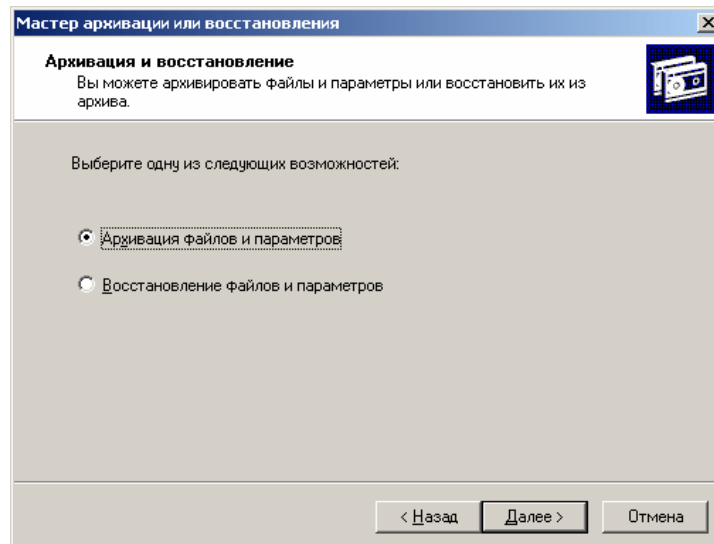 Мастер архивации или восстановления
Архивация и восстановление
Вы можете архивировать файлы и параметры или восстановить их из
архива.
Выберите одну из следующих возможностей:
Архивация файлов и параметров
Восстановление файлов и параметров
< Назад
Далее >
Отмена